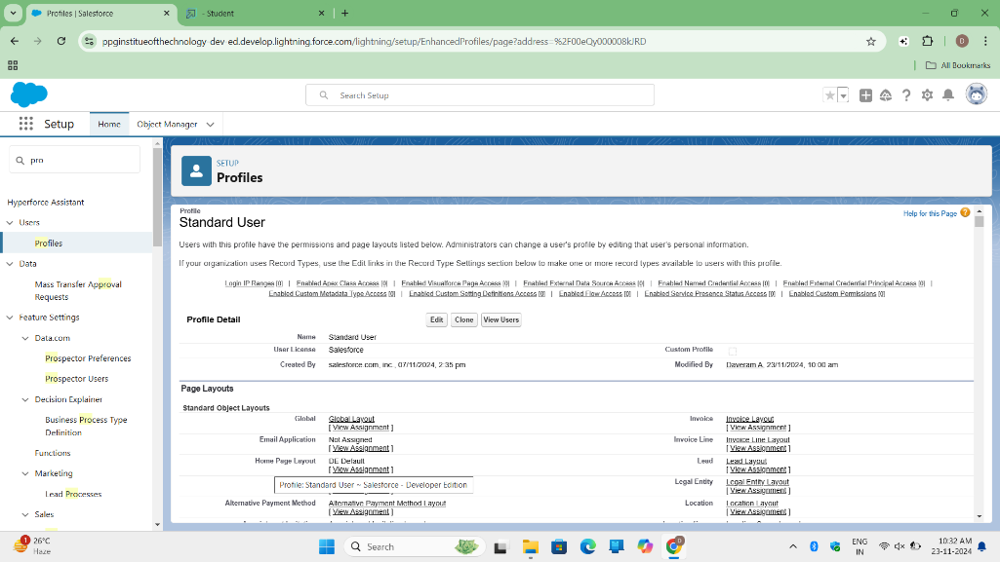 Profiles | Salesforce
- Student
ppginstitueofthechnology-dev-ed.develop.lightning.force.com/lightning/setup/EnhancedProfiles/page?address=%2F00eQy000008kJRD
D
All Bookmarks
Search Setup
Setup
Home
Object Manager
pro
Hyperforce Assistant
Users
Profiles
Data
Mass Transfer Approval
Requests
Feature Settings
Data.com
Prospector Preferences
Prospector Users
Decision Explainer
Business Process Type
Definition
Functions
Marketing
Lead Processes
Sales
SETUP
Profiles
Profile
Standard User
Help for this Page
Users with this profile have the permissions and page layouts listed below. Administrators can change a user's profile by editing that user's personal information.
If your organization uses Record Types, use the Edit links in the Record Type Settings section below to make one or more record types available to users with this profile.
Login IP Ranges [0] | Enabled Apex Class Access [0] | Enabled Visualforce Page Access [0] | Enabled External Data Source Access [0] | Enabled Named Credential Access [0] | Enabled External Credential Principal Access [0] |
Enabled Custom Metadata Type Access [0] | Enabled Custom Setting Definitions Access [0] | Enabled Flow Access [0] | Enabled Service Presence Status Access [0] | Enabled Custom Permissions [0]
Profile Detail
Edit Clone View Users
Name Standard User
User License Salesforce Custom Profile
Created By salesforce.com, inc., 07/11/2024, 2:35 pm Modified By Daveram A, 23/11/2024, 10:00 am
Page Layouts
Standard Object Layouts
Global Global Layout Invoice Invoice Layout
[ View Assignment ] [ View Assignment ]
Email Application Not Assigned Invoice Line Invoice Line Layout
[ View Assignment ] [ View Assignment ]
Home Page Layout DE Default Lead Lead Layout
[ View Assignment ] [ View Assignment ]
Profile: Standard User ~ Salesforce - Developer Edition
Legal Entity Legal Entity Layout
[ View Assignment ]
Alternative Payment Method Alternative Payment Method Layout Location Location Layout
[ View Assignment ] [ View Assignment ]
1
26°C
Haze
Search
ENG
IN
10:32 AM
23-11-2024